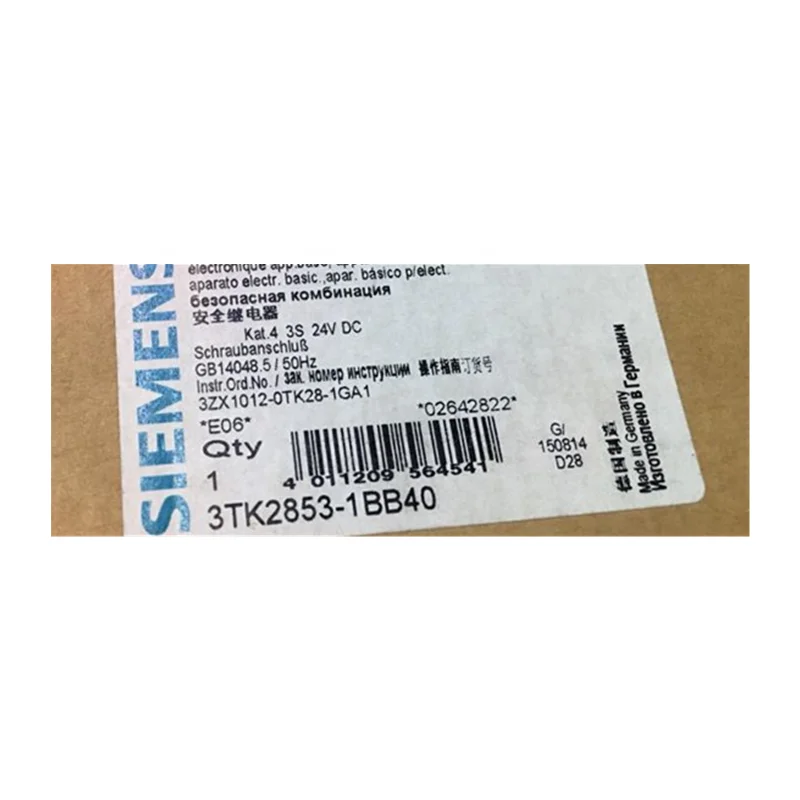 SIEMENS
electronique app.base, app
aparato electr. basic.,apar. básico p/elect.
безопасная комбинация
安全继电器
Kat.4 3S 24V DC
Schraubanschluß
GB14048.5 / 50Hz
Instr.Ord.No. / зак. номер инструкции 操作指南订货号
3ZX1012-0TK28-1GA1
*E06* *02642822*
Qty
1
4 011209 564541
3TK2853-1BB40
G/
150814
D28
德国制造
Made in Germany
Изготовлено в Германии